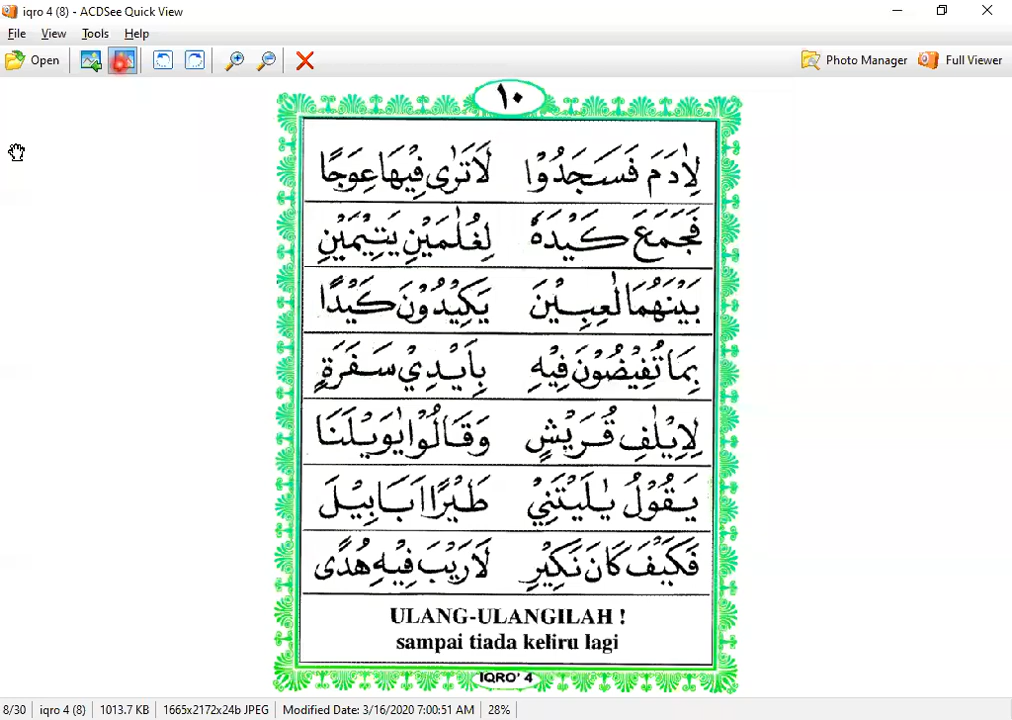 iqro 4 (8) - ACDSee Quick View
File View Tools Help
Open Photo Manager Full Viewer
١٠
لِاٰدَمَ فَسَجَدُوْا لَاتَرٰى فِيْهَا عِوَجًا
فَجَمَعَ كَيْدَهٗ لِغُلٰمَيْنِ يَتِيْمَيْنِ
بَيْنَهُمَا لٰعِبِيْنَ يَكِيْدُوْنَ كَيْدًا
بِمَا تُفِيْضُوْنَ فِيْهِ بِاَيْدِيْ سَفَرَةٍ
لِاِيْلٰفِ قُرَيْشٍ وَقَالُوْا يٰوَيْلَنَا
يَقُوْلُ يٰلَيْتَنِيْ طَيْرًا اَبَابِيْلَ
فَكَيْفَ كَانَ نَكِيْرِ لَارَيْبَ فِيْهِ هُدًى
ULANG-ULANGILAH !
sampai tiada keliru lagi
IQRO' 4
8/30 iqro 4 (8) 1013.7 KB 1665x2172x24b JPEG Modified Date: 3/16/2020 7:00:51 AM 28%